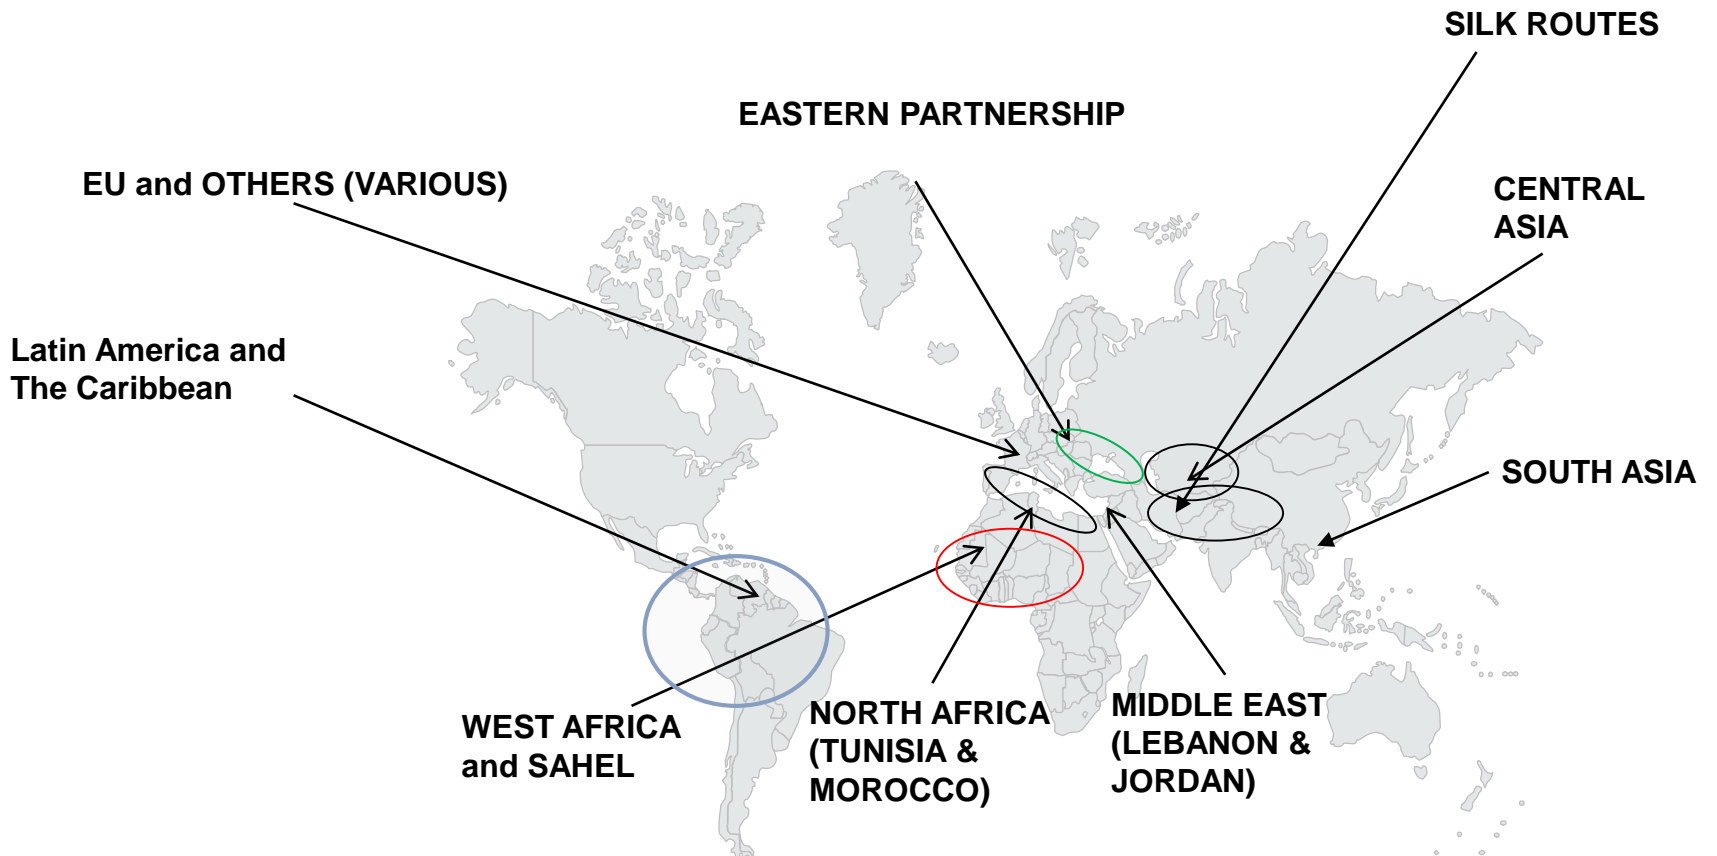 SILK ROUTES
EASTERN PARTNERSHIP
EU and OTHERS (VARIOUS)
CENTRAL
ASIA
Latin America and
The Caribbean
SOUTH ASIA
WEST AFRICA
and SAHEL
NORTH AFRICA
(TUNISIA &
MOROCCO)
MIDDLE EAST
(LEBANON &
JORDAN)